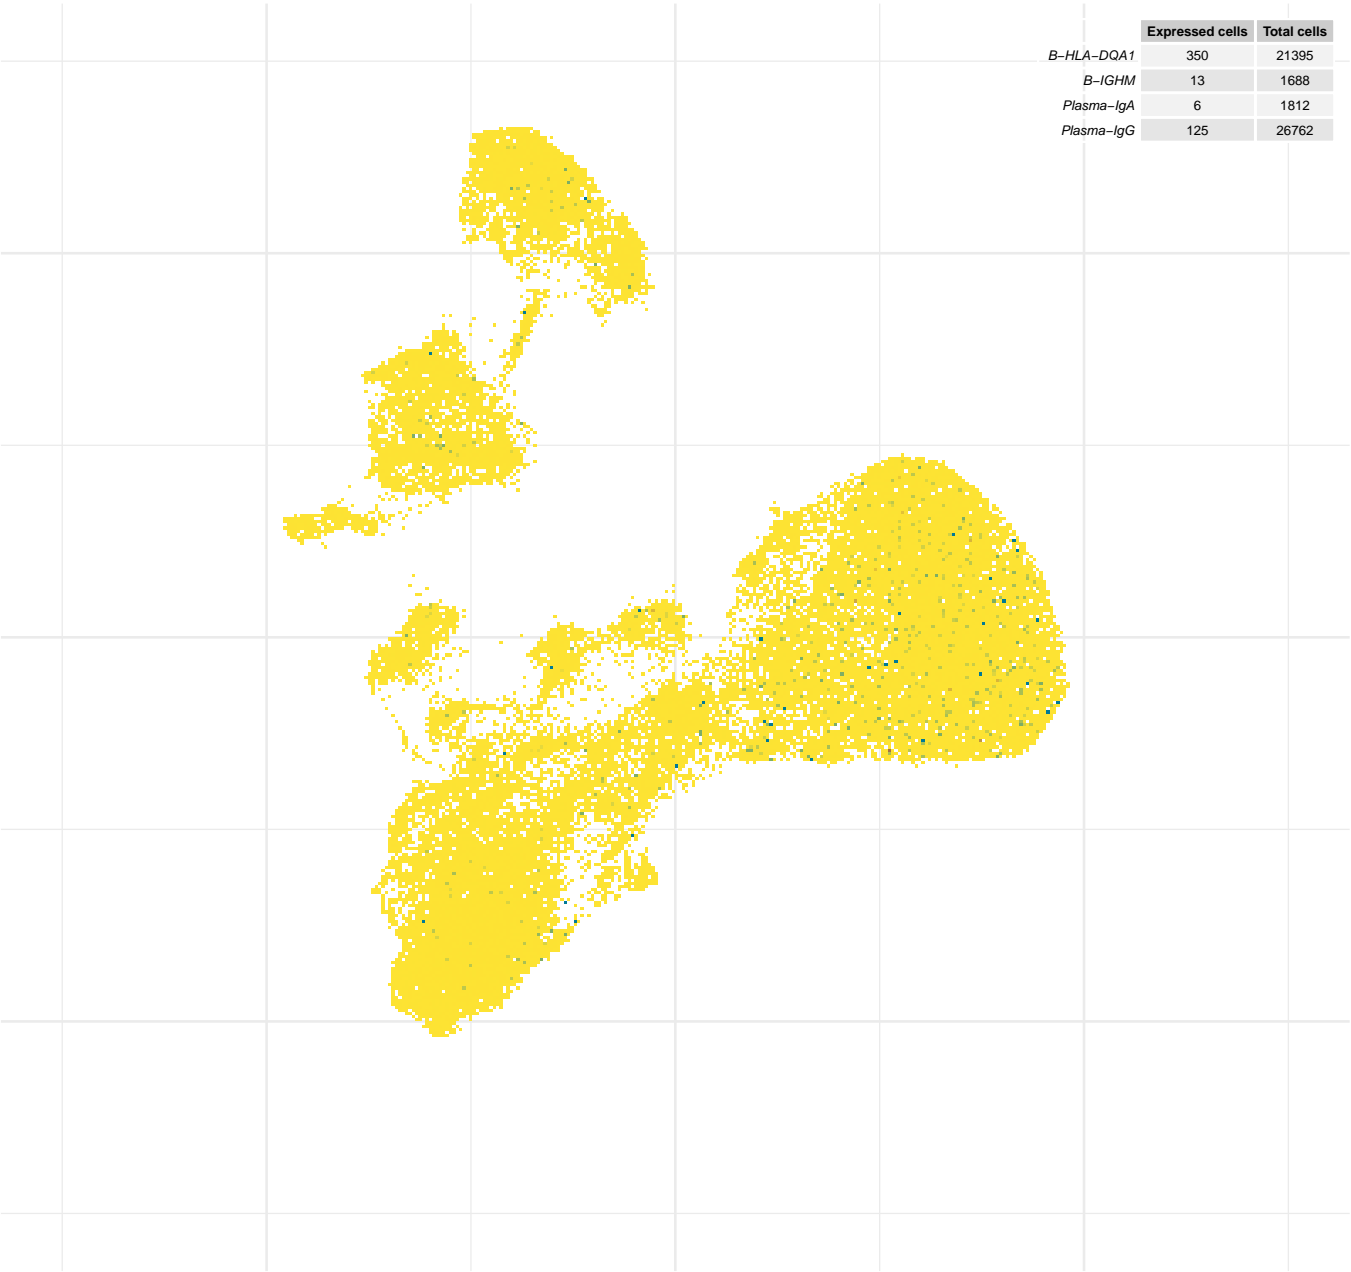 Expressed cells Total cells
B−HLA−DQA1 350 21395
B−IGHM 13 1688
Plasma−IgA 6 1812
Plasma−IgG 125 26762